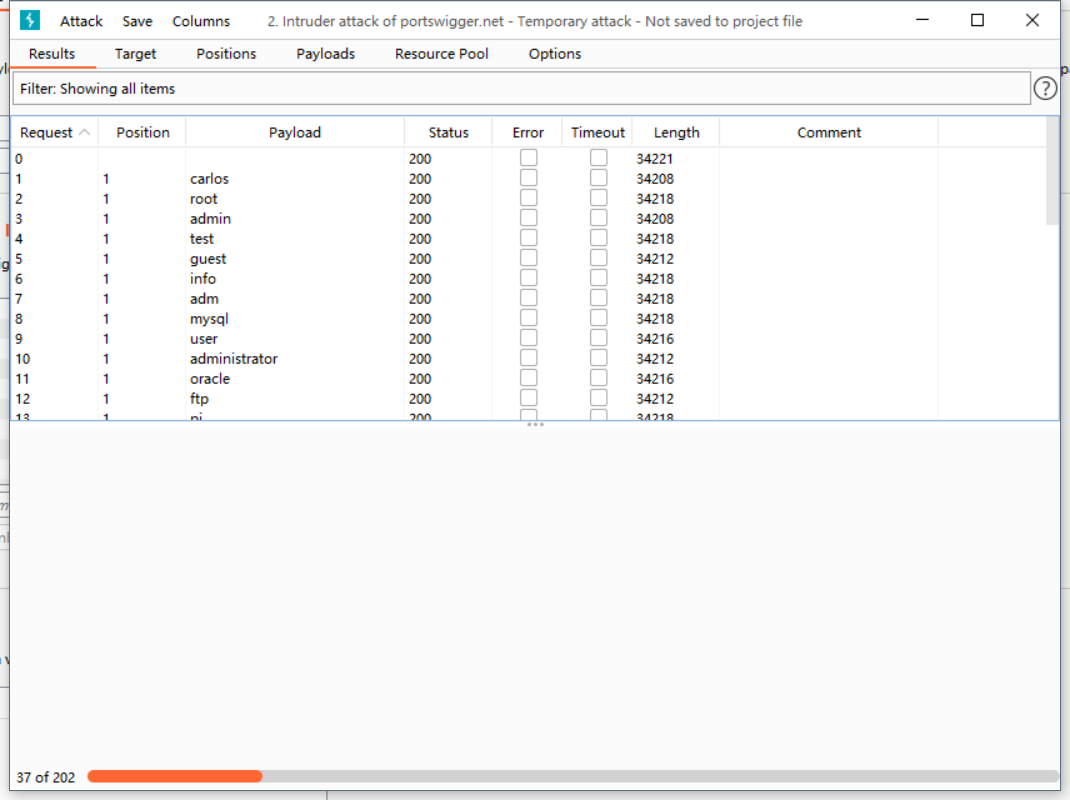 Attack Save Columns 2. Intruder attack of portswigger.net - Temporary attack - Not saved to project file
Results Target Positions Payloads Resource Pool Options
Filter: Showing all items
?
Request Position Payload Status Error Timeout Length Comment
0 200 34221
1 1 carlos 200 34208
2 1 root 200 34218
3 1 admin 200 34208
4 1 test 200 34218
5 1 guest 200 34212
6 1 info 200 34218
7 1 adm 200 34218
8 1 mysql 200 34218
9 1 user 200 34216
10 1 administrator 200 34212
11 1 oracle 200 34216
12 1 ftp 200 34212
13 1 pi 200 34218
37 of 202